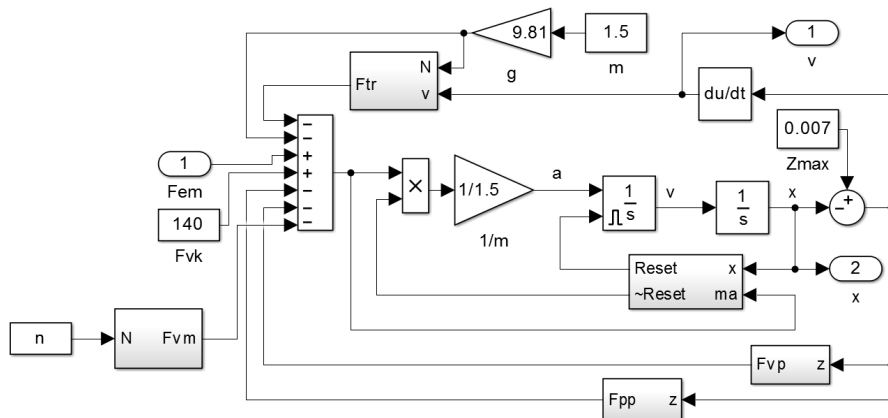 9.81
1.5
N
Ftr
v
g
m
1
v
du/dt
0.007
Zmax
−
−
+
+
−
−
−
1
Fem
140
Fvk
×
1/1.5
1/m
a
1
s
v
1
s
x
−
+
Reset
x
~Reset
ma
2
x
n
N
Fvm
Fvp
z
Fpp
z